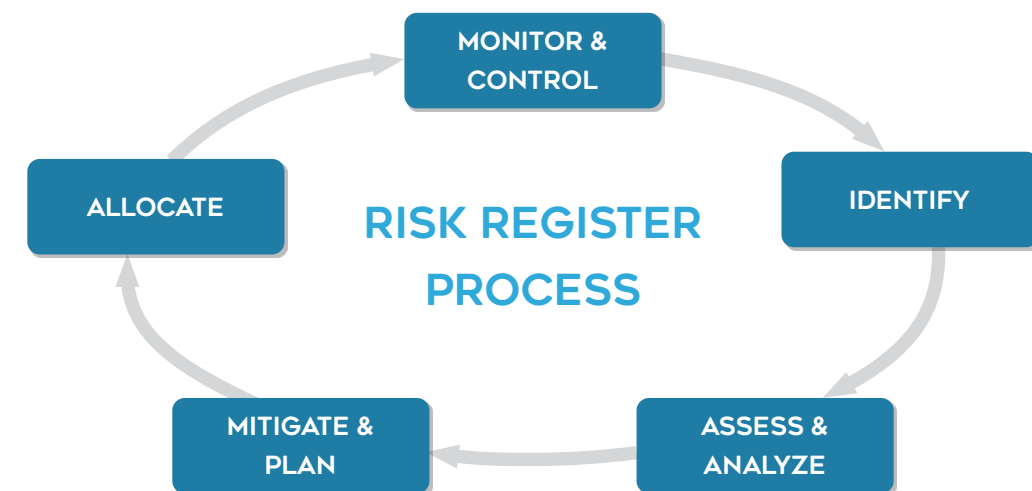 MONITOR &
CONTROL
ALLOCATE
IDENTIFY
RISK REGISTER
PROCESS
MITIGATE &
PLAN
ASSESS &
ANALYZE